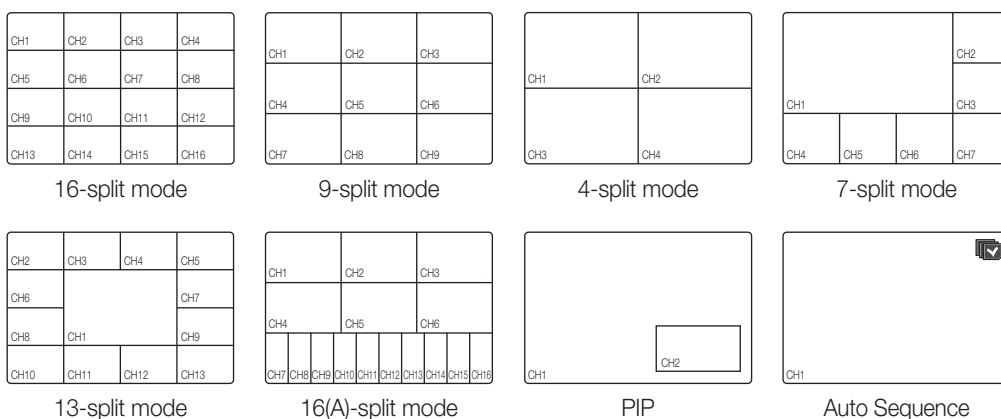 CH1 CH2 CH3 CH4
CH5 CH6 CH7 CH8
CH9 CH10 CH11 CH12
CH13 CH14 CH15 CH16
16-split mode
CH1 CH2 CH3
CH4 CH5 CH6
CH7 CH8 CH9
9-split mode
CH1 CH2
CH3 CH4
4-split mode
CH2
CH1 CH3
CH4 CH5 CH6 CH7
7-split mode
CH2 CH3 CH4 CH5
CH6 CH7
CH8 CH1 CH9
CH10 CH11 CH12 CH13
13-split mode
CH1 CH2 CH3
CH4 CH5 CH6
CH7 CH8 CH9 CH10 CH11 CH12 CH13 CH14 CH15 CH16
16(A)-split mode
CH2
CH1
PIP
CH1
Auto Sequence